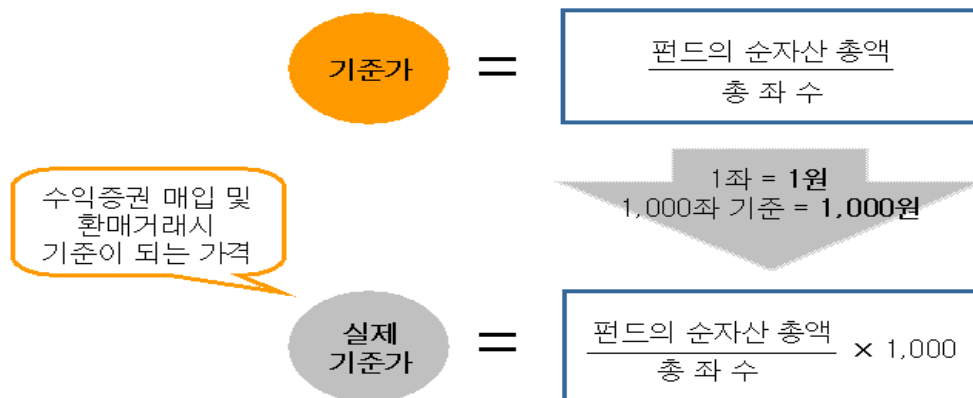 기준가 = 펀드의 순자산 총액
총 좌 수
1좌 = 1원
1,000좌 기준 = 1,000원
수익증권 매입 및
환매거래시
기준이 되는 가격
실제
기준가 = 펀드의 순자산 총액
총 좌 수 × 1,000